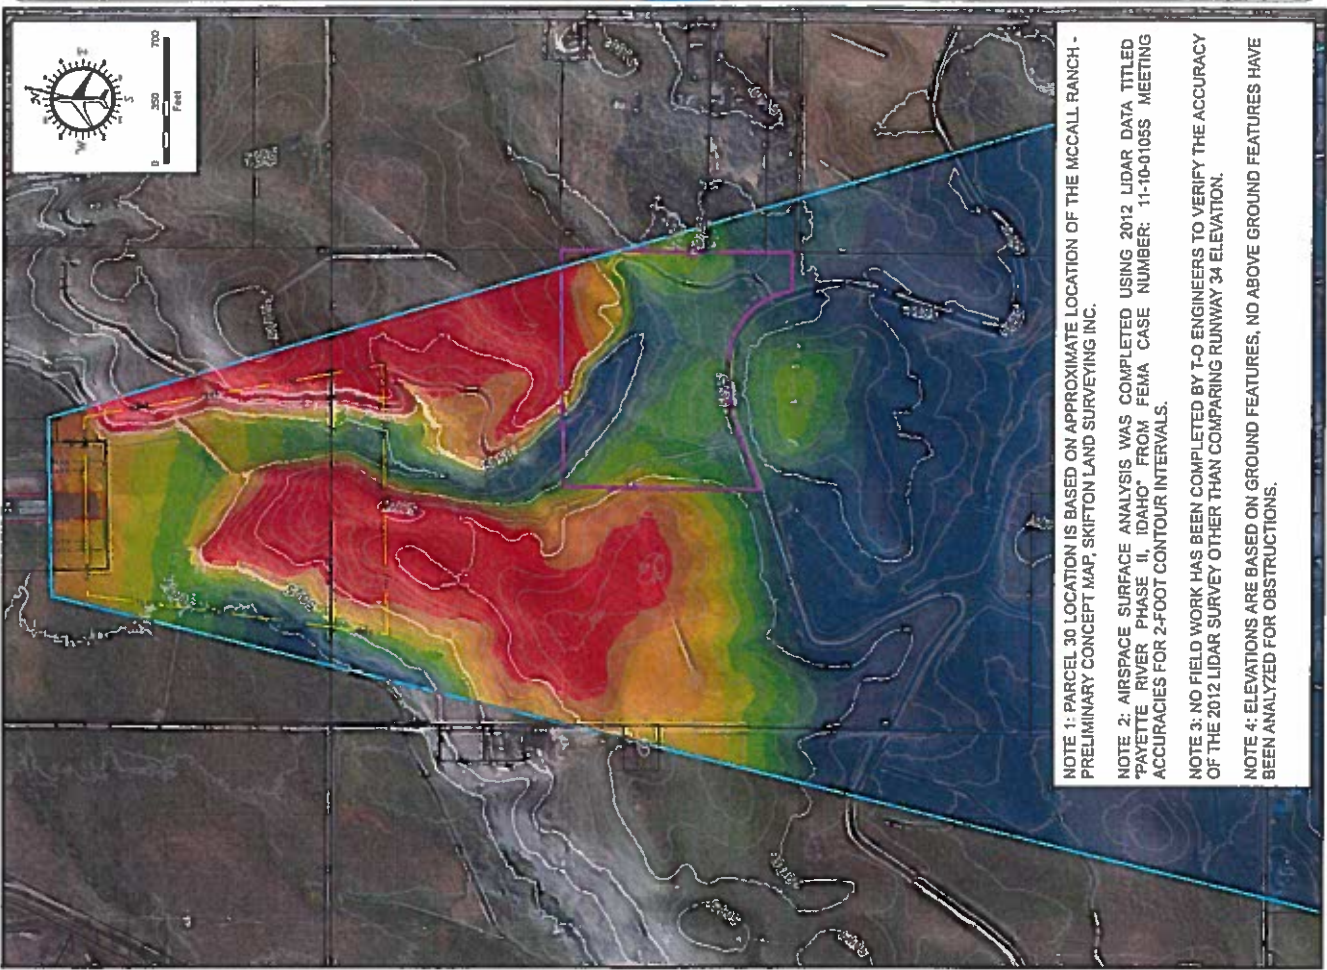 0 350 700
Feet
NOTE 1: PARCEL 30 LOCATION IS BASED ON APPROXIMATE LOCATION OF THE MCCALL RANCH -
PRELIMINARY CONCEPT MAP, SKIFTON LAND SURVEYING INC.
NOTE 2: AIRSPACE SURFACE ANALYSIS WAS COMPLETED USING 2012 LIDAR DATA TITLED
"PAYETTE RIVER PHASE II, IDAHO" FROM FEMA CASE NUMBER: 11-10-0105S MEETING
ACCURACIES FOR 2-FOOT CONTOUR INTERVALS.
NOTE 3: NO FIELD WORK HAS BEEN COMPLETED BY T-O ENGINEERS TO VERIFY THE ACCURACY
OF THE 2012 LIDAR SURVEY OTHER THAN COMPARING RUNWAY 34 ELEVATION.
NOTE 4: ELEVATIONS ARE BASED ON GROUND FEATURES, NO ABOVE GROUND FEATURES HAVE
BEEN ANALYZED FOR OBSTRUCTIONS.